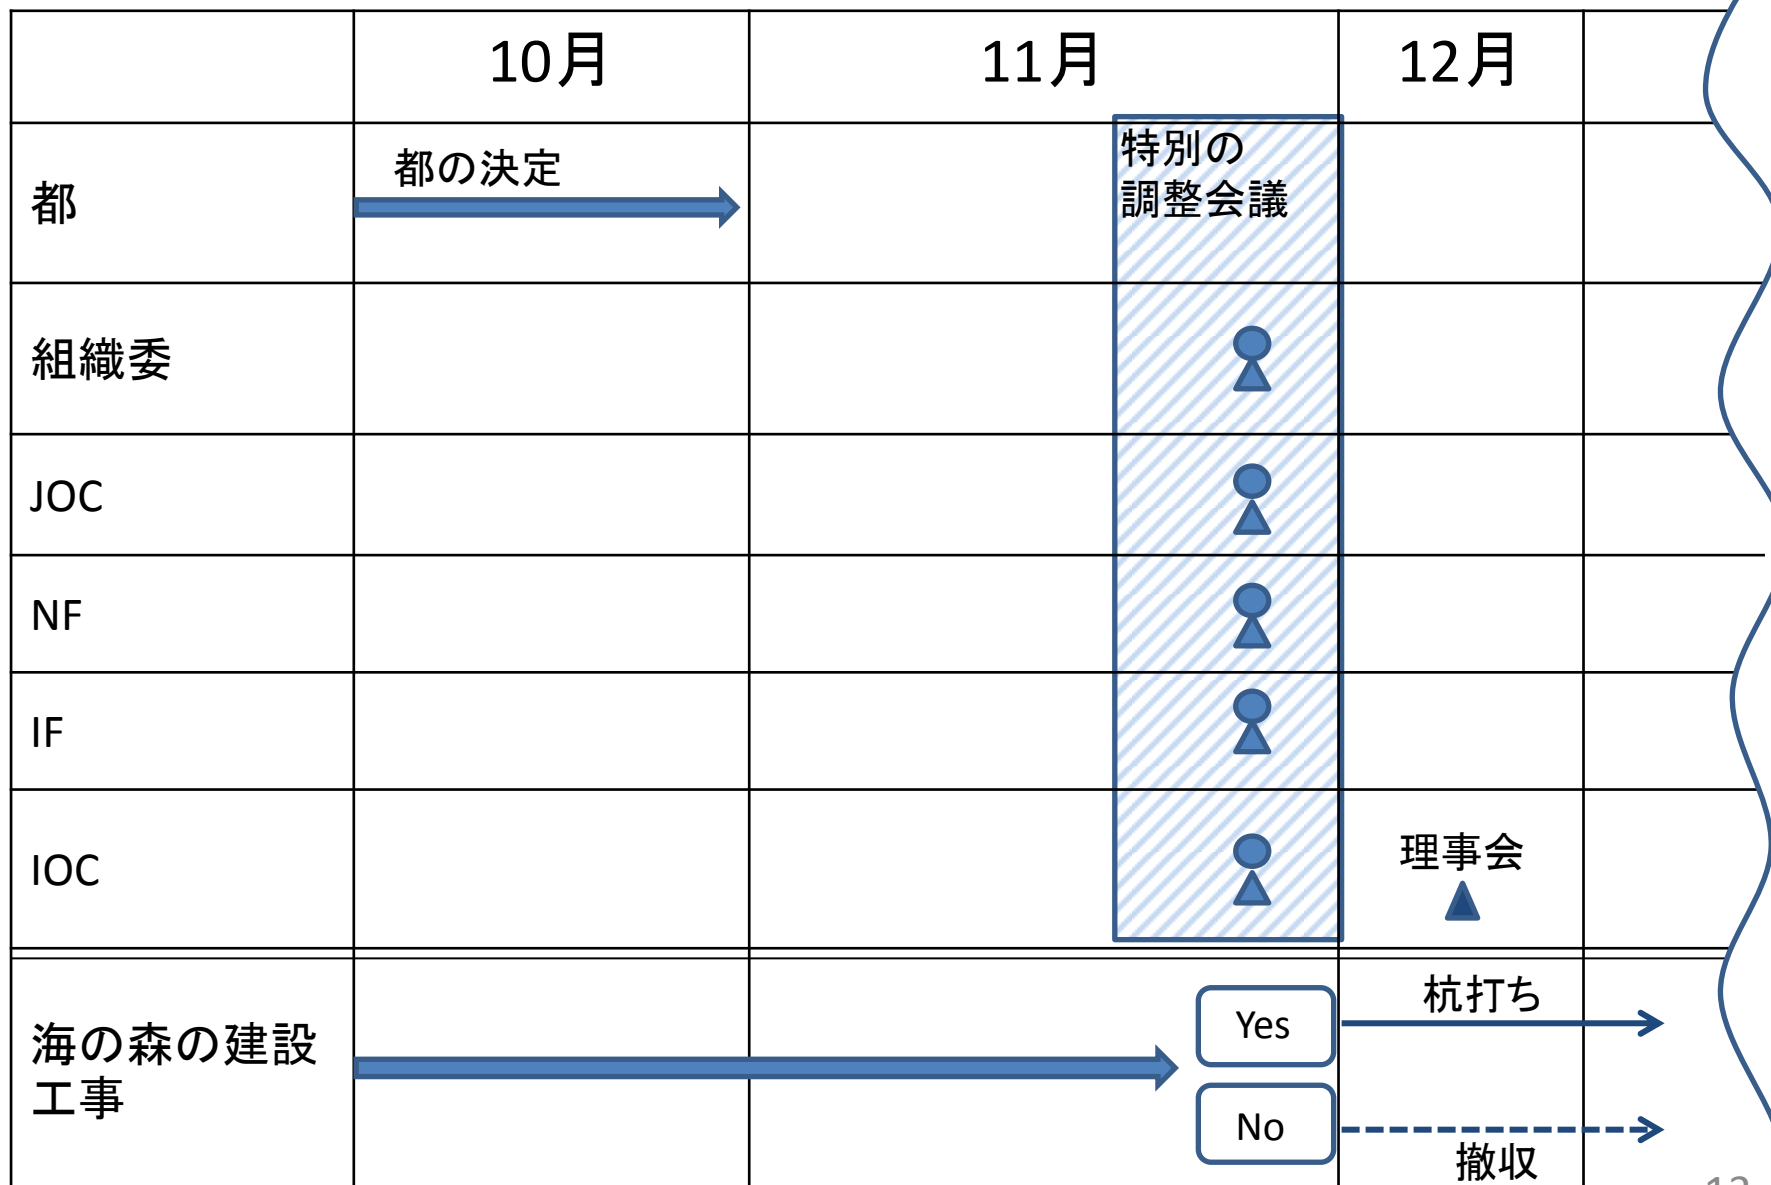 10月 11月 12月
都 都の決定 特別の
調整会議
組織委
JOC
NF
IF
IOC 理事会
海の森の建設
工事
Yes 杭打ち
No 撤収